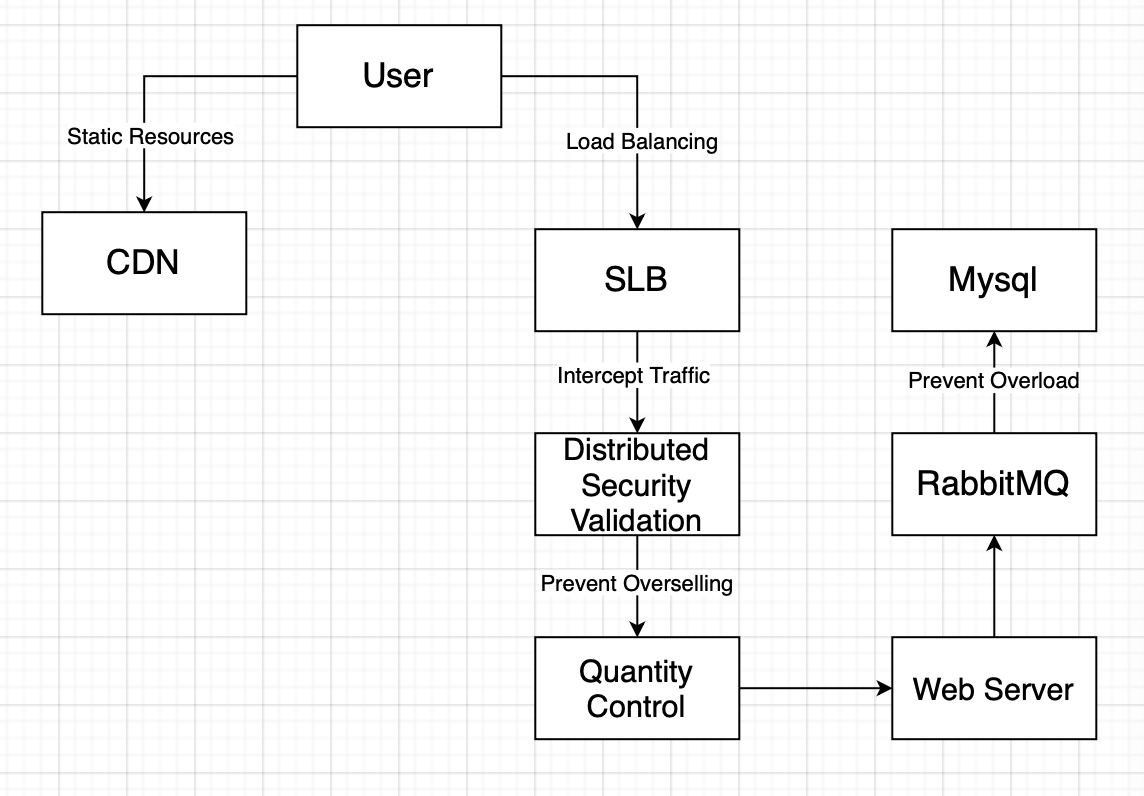 User
Static Resources
Load Balancing
CDN
SLB
Mysql
Intercept Traffic
Prevent Overload
Distributed
Security
Validation
RabbitMQ
Prevent Overselling
Quantity
Control
Web Server